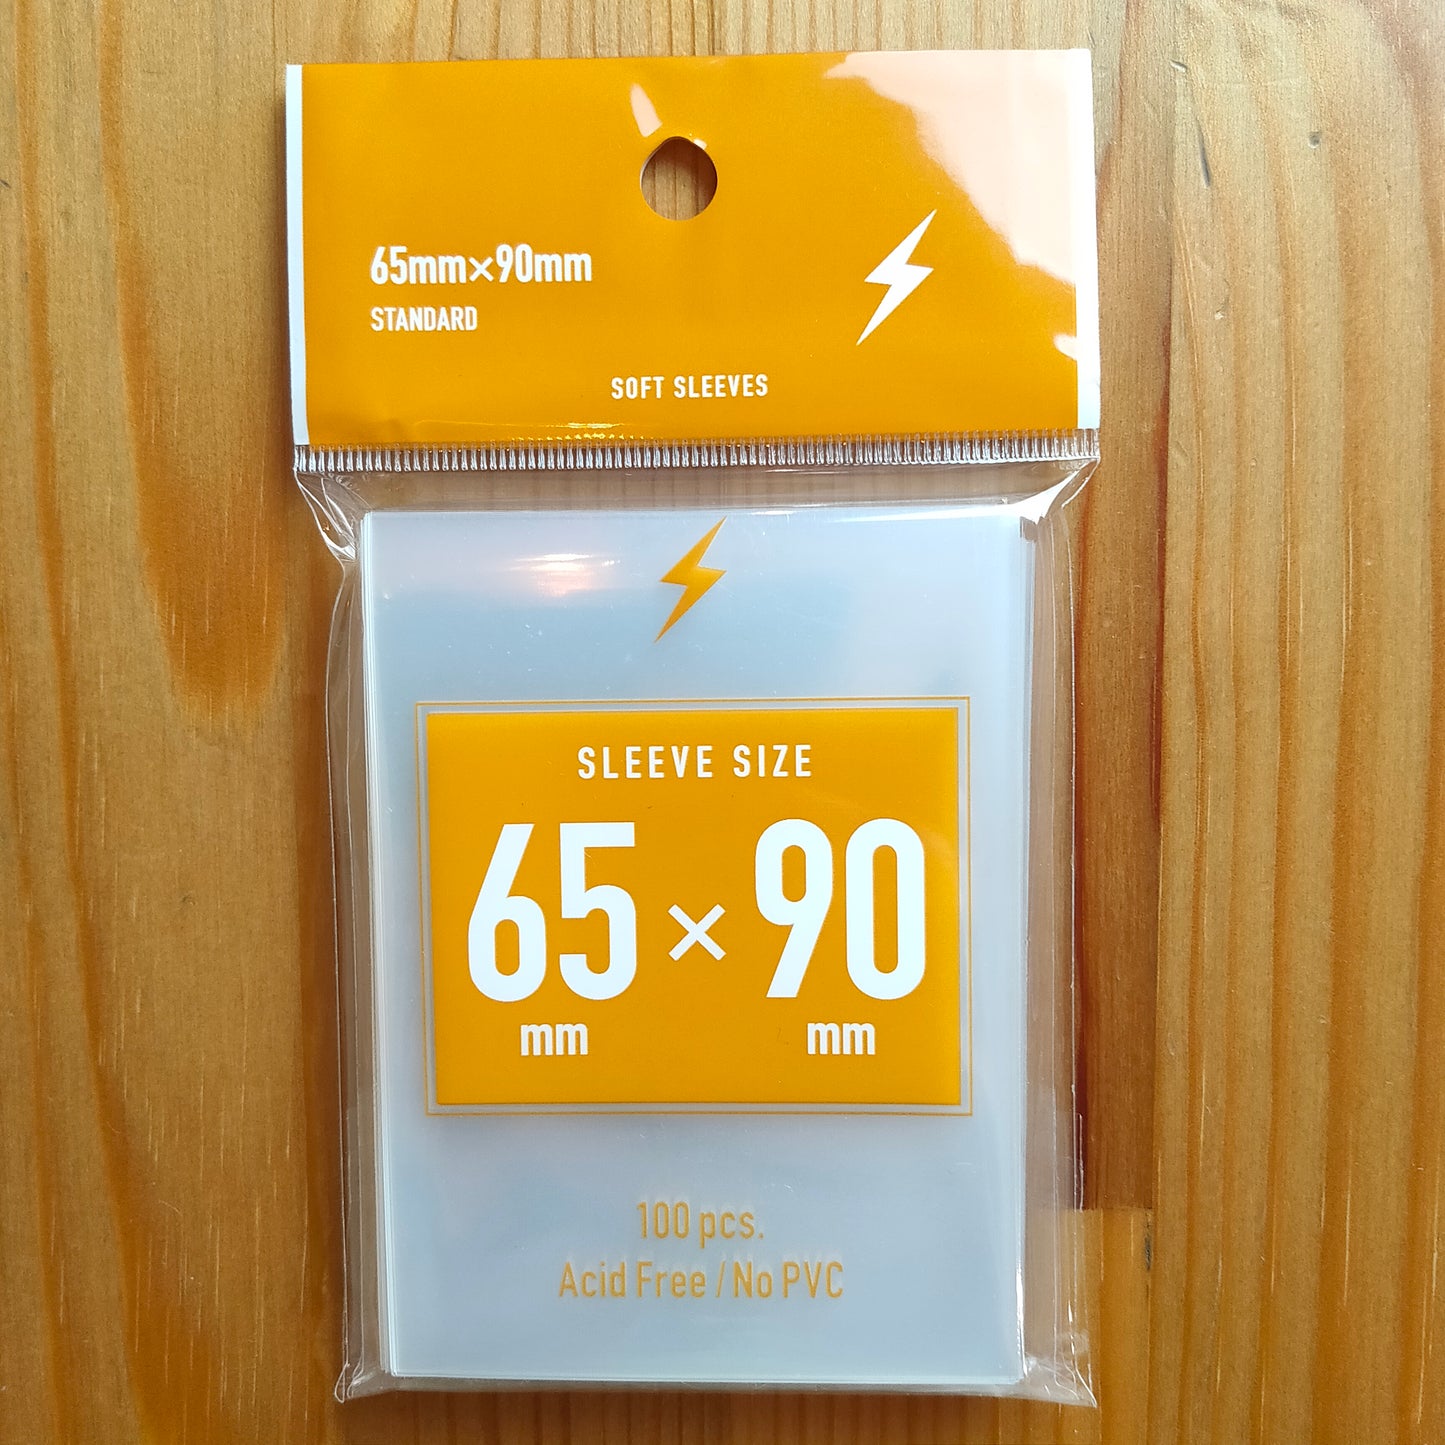 65mm×90mm
STANDARD
SOFT SLEEVES
SLEEVE SIZE
65 × 90
mm mm
100 pcs.
Acid Free / No PVC